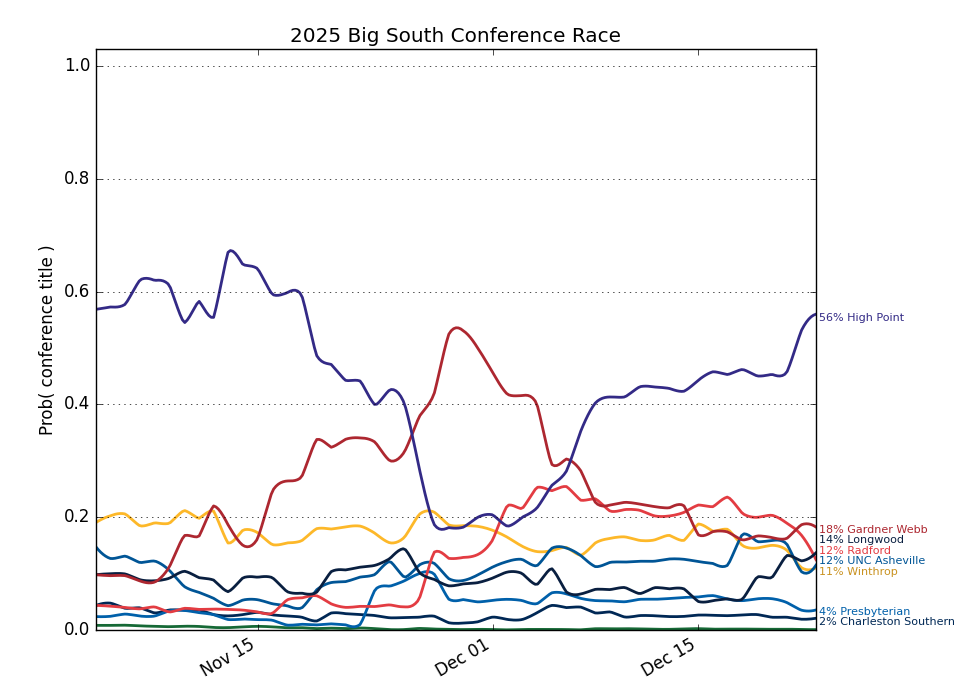 2025 Big South Conference Race
Prob( conference title )
1.0
0.8
0.6
0.4
0.2
0.0
Nov 15
Dec 01
Dec 15
56% High Point
18% Gardner Webb
14% Longwood
12% Radford
12% UNC Asheville
11% Winthrop
4% Presbyterian
2% Charleston Southern